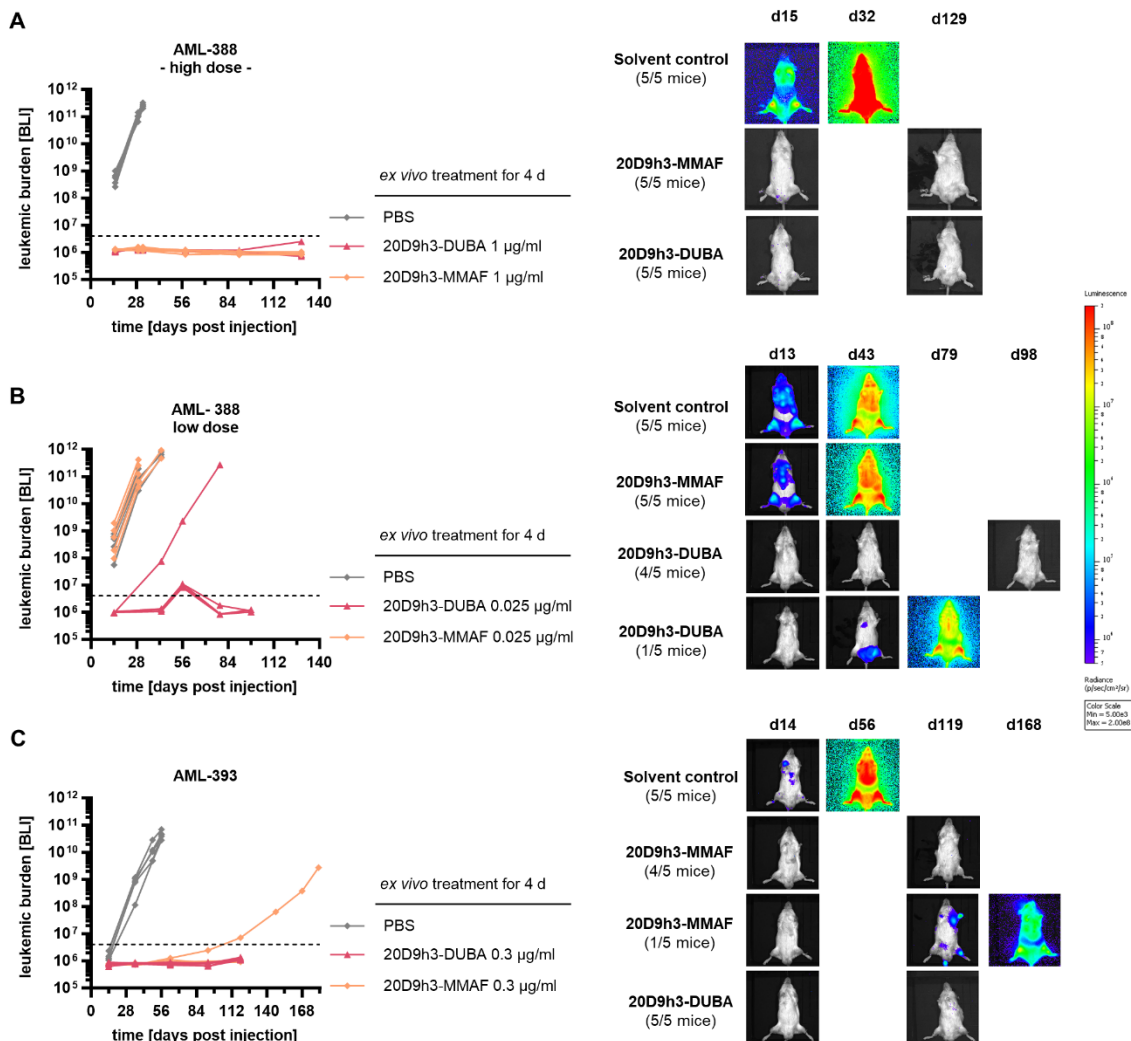 A
AML-388
- high dose -
leukemic burden [BLI]
10^12
10^11
10^10
10^9
10^8
10^7
10^6
10^5
0 28 56 84 112 140
time [days post injection]
ex vivo treatment for 4 d
PBS
20D9h3-DUBA 1 µg/ml
20D9h3-MMAF 1 µg/ml
d15 d32 d129
Solvent control
(5/5 mice)
20D9h3-MMAF
(5/5 mice)
20D9h3-DUBA
(5/5 mice)
B
AML- 388
low dose
leukemic burden [BLI]
10^12
10^11
10^10
10^9
10^8
10^7
10^6
10^5
0 28 56 84 112 140
time [days post injection]
ex vivo treatment for 4 d
PBS
20D9h3-DUBA 0.025 µg/ml
20D9h3-MMAF 0.025 µg/ml
d13 d43 d79 d98
Solvent control
(5/5 mice)
20D9h3-MMAF
(5/5 mice)
20D9h3-DUBA
(4/5 mice)
20D9h3-DUBA
(1/5 mice)
C
AML-393
leukemic burden [BLI]
10^12
10^11
10^10
10^9
10^8
10^7
10^6
10^5
0 28 56 84 112 140 168
time [days post injection]
ex vivo treatment for 4 d
PBS
20D9h3-DUBA 0.3 µg/ml
20D9h3-MMAF 0.3 µg/ml
d14 d56 d119 d168
Solvent control
(5/5 mice)
20D9h3-MMAF
(4/5 mice)
20D9h3-MMAF
(1/5 mice)
20D9h3-DUBA
(5/5 mice)
Luminescence
Radiance
(p/sec/cm²/sr)
Color Scale
Min = 5.00e3
Max = 2.00e8